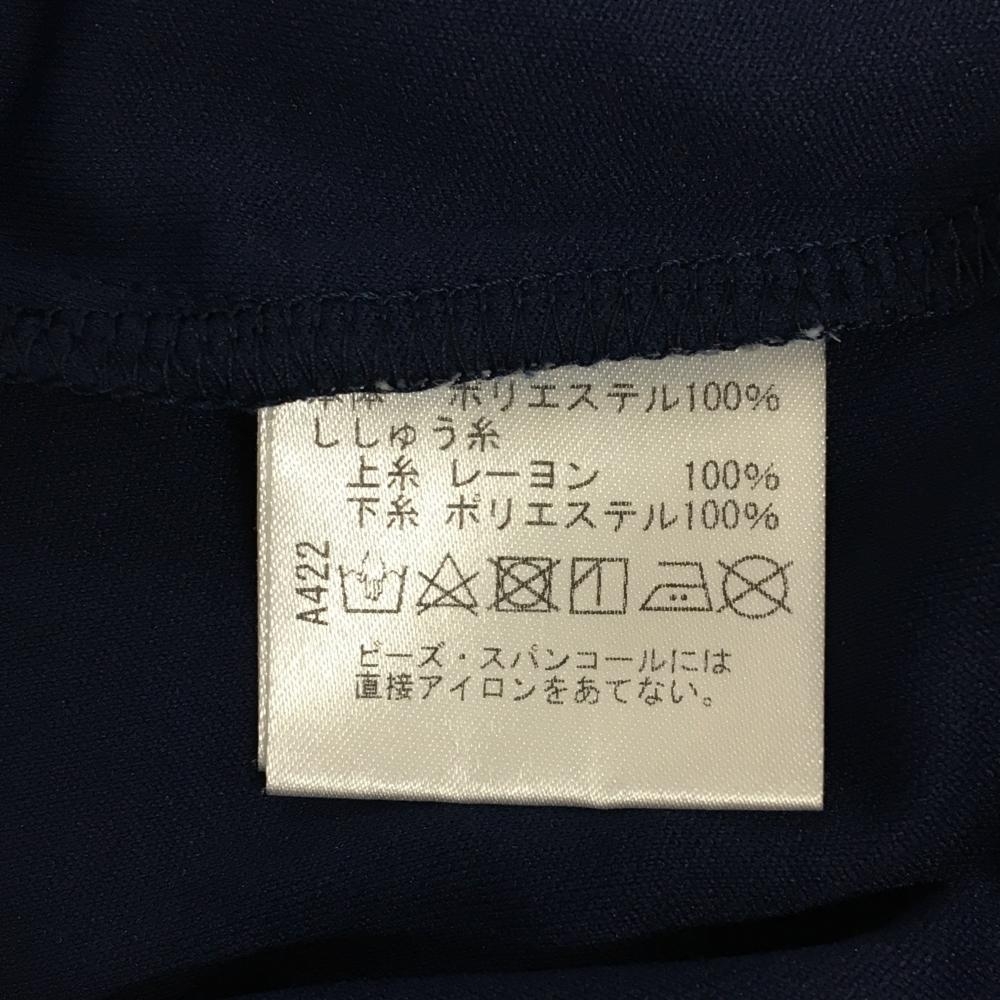 本体 ポリエステル100%
ししゅう糸
上糸 レーヨン 100%
下糸 ポリエステル100%
A422
ビーズ・スパンコールには
直接アイロンをあてない。